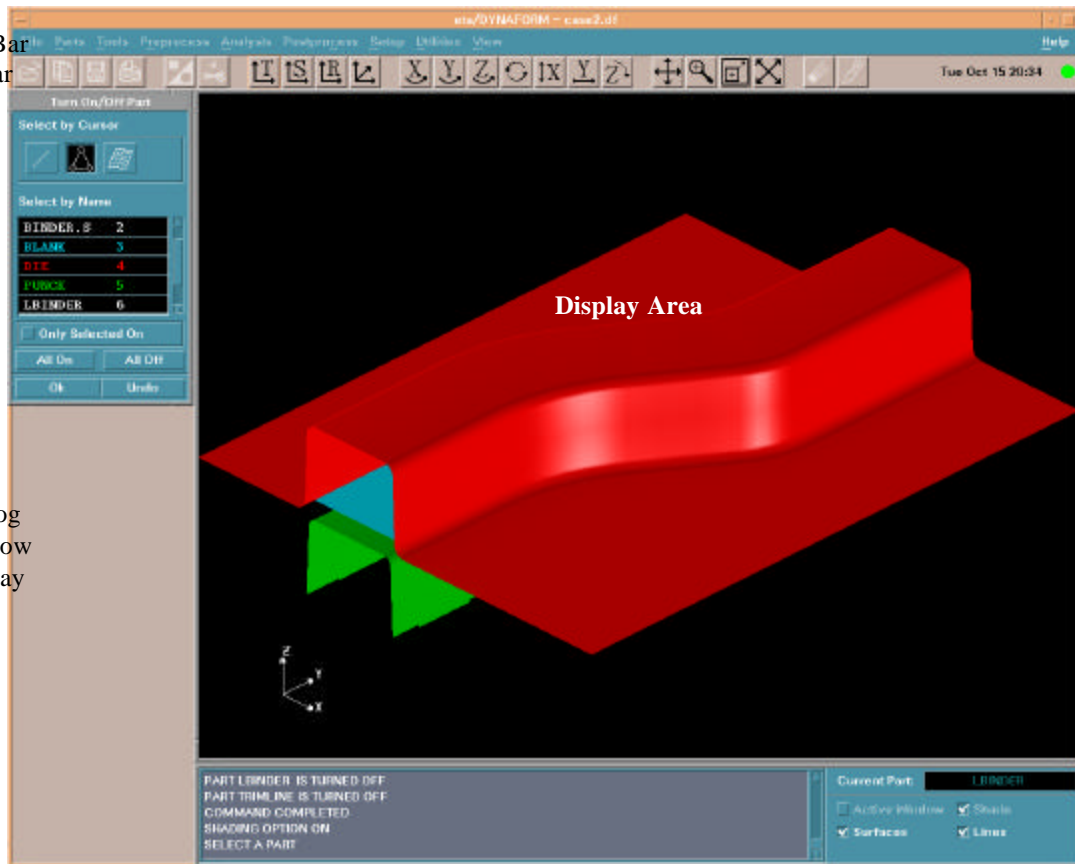 eta/DYNAFORM - case2.df
Bar
File Parts Tools Preprocess Analysis Postprocess Setup Utilities View Help
ar
Tue Oct 15 20:34
Turn On/Off Part
Select by Cursor
Select by Name
BINDER.S 2
BLANK 3
DIE 4
PUNCH 5
LBINDER 6
Only Selected On
All On All Off
Ok Undo
Display Area
og
ow
ay
Z
Y
X
PART LBINDER IS TURNED OFF
PART TRIMLINE IS TURNED OFF
COMMAND COMPLETED
SHADING OPTION ON
SELECT A PART
Current Part: LBINDER
Active Window Shade
Surfaces Lines